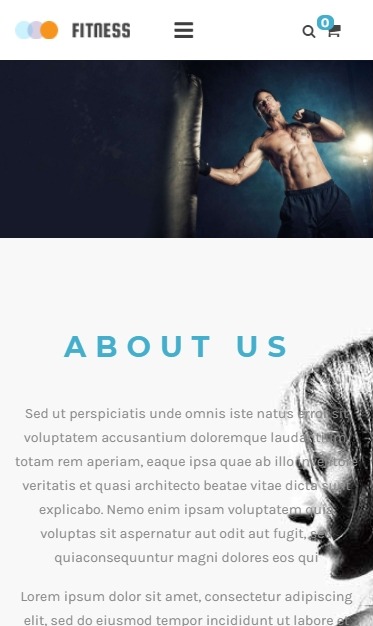 FITNESS
0
ABOUT US
Sed ut perspiciatis unde omnis iste natus error sit
voluptatem accusantium doloremque laudantium,
totam rem aperiam, eaque ipsa quae ab illo inventore
veritatis et quasi architecto beatae vitae dicta sunt
explicabo. Nemo enim ipsam voluptatem quia
voluptas sit aspernatur aut odit aut fugit,
quiaconsequuntur magni dolores eos qui
Lorem ipsum dolor sit amet, consectetur adipiscing
elit, sed do eiusmod tempor incididunt ut labore et